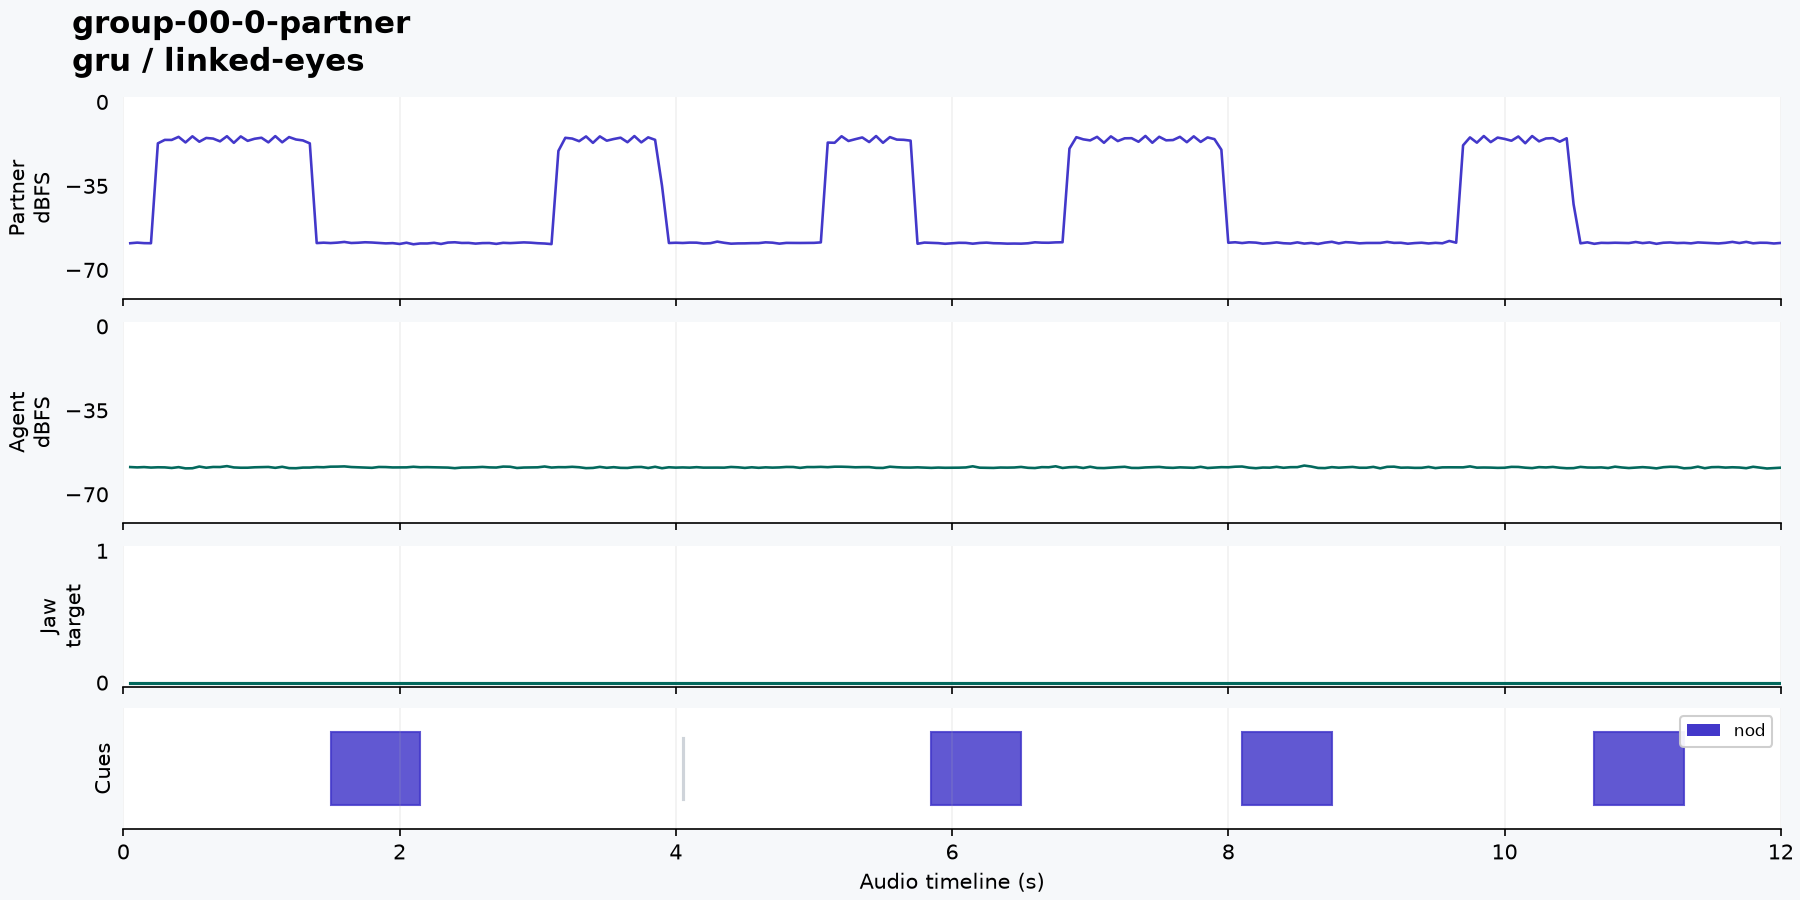 group-00-0-partner
gru / linked-eyes
0
−35
−70
Partner
dBFS
0
−35
−70
Agent
dBFS
1
0
Jaw
target
Cues
nod
0 2 4 6 8 10 12
Audio timeline (s)